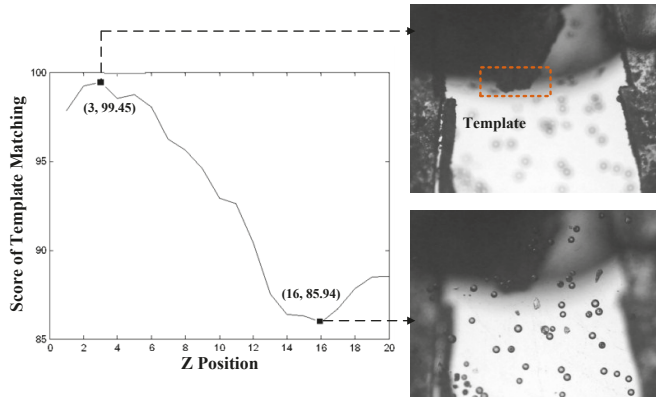 100
(3, 99.45)
Template
95
Score of Template Matching
90
(16, 85.94)
85
0 2 4 6 8 10 12 14 16 18 20
Z Position